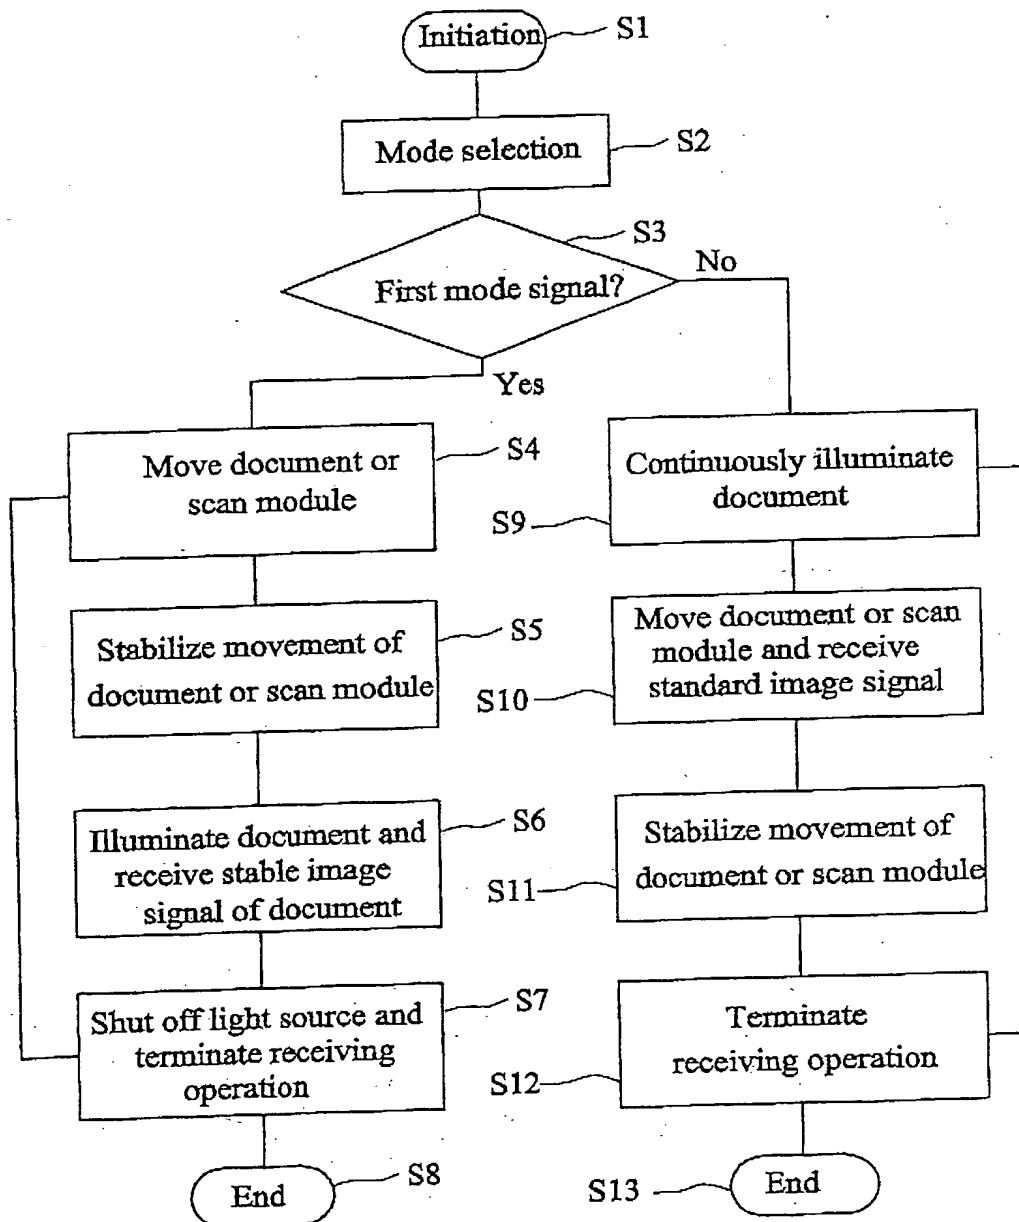 Initiation
S1
Mode selection
S2
S3
First mode signal?
No
Yes
Move document or
scan module
S4
Stabilize movement of
document or scan module
S5
Illuminate document and
receive stable image
signal of document
S6
Shut off light source and
terminate receiving
operation
S7
End
S8
Continuously illuminate
document
S9
Move document or scan
module and receive
standard image signal
S10
Stabilize movement of
document or scan module
S11
Terminate
receiving operation
S12
End
S13